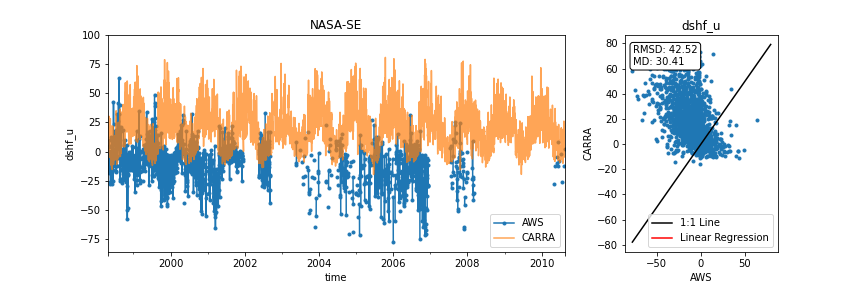 NASA-SE
dshf_u
100
75
50
25
0
−25
−50
−75
2000
2002
2004
2006
2008
2010
time
AWS
CARRA
dshf_u
RMSD: 42.52
MD: 30.41
CARRA
80
60
40
20
0
−20
−40
−60
−80
−50
0
50
AWS
1:1 Line
Linear Regression